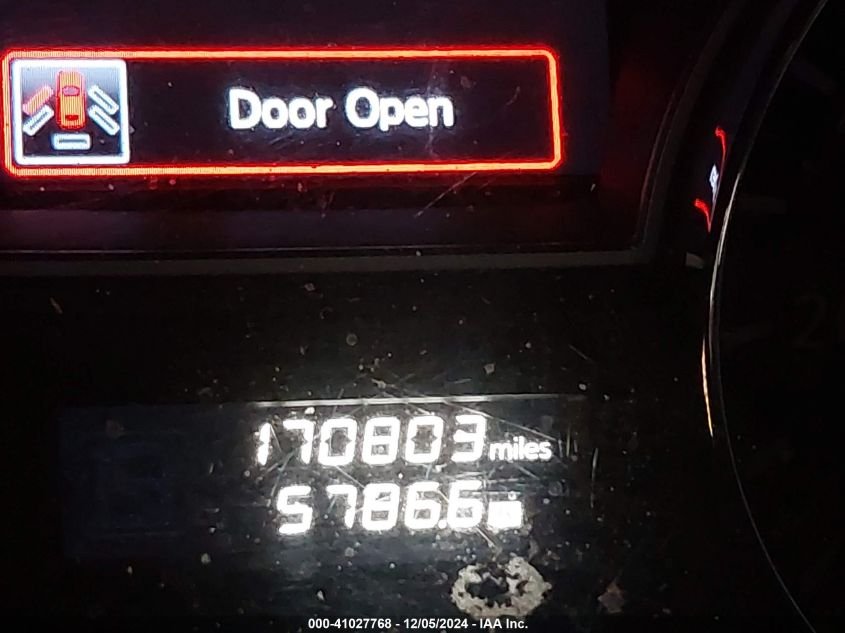 Door Open
170803 miles
5786.6
000-41027768 - 12/05/2024 - IAA Inc.